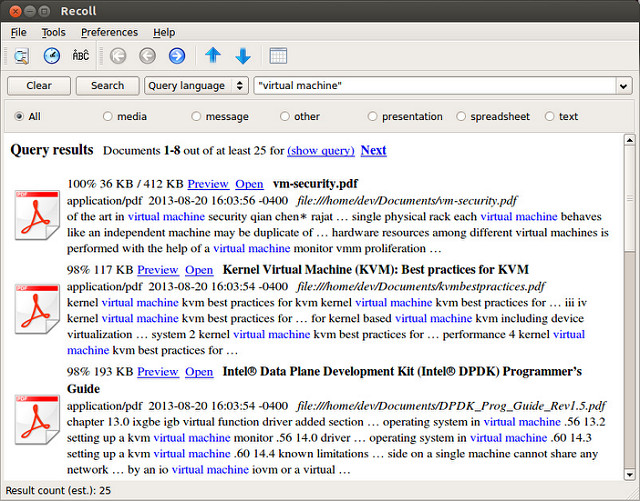 Recoll
File Tools Preferences Help
ABC
Clear Search Query language "virtual machine"
All media message other presentation spreadsheet text
Query results Documents 1-8 out of at least 25 for (show query) Next
100% 36 KB / 412 KB Preview Open vm-security.pdf
application/pdf 2013-08-20 16:03:56 -0400 file:///home/dev/Documents/vm-security.pdf
of the art in virtual machine security qian chen* rajat … single physical rack each virtual machine behaves
like an independent machine may be duplicate of … hardware resources among different virtual machines is
performed with the help of a virtual machine monitor vmm proliferation …
PDF
98% 117 KB Preview Open Kernel Virtual Machine (KVM): Best practices for KVM
application/pdf 2013-08-20 16:03:54 -0400 file:///home/dev/Documents/kvmbestpractices.pdf
kernel virtual machine kvm best practices for kvm kernel virtual machine kvm best practices for … iii iv
kernel virtual machine kvm best practices for … for kernel based virtual machine kvm including device
virtualization … system 2 kernel virtual machine kvm best practices for … performance 4 kernel virtual
machine kvm best practices for …
PDF
98% 193 KB Preview Open Intel® Data Plane Development Kit (Intel® DPDK) Programmer's
Guide
application/pdf 2013-08-20 16:03:54 -0400 file:///home/dev/Documents/DPDK_Prog_Guide_Rev1.5.pdf
chapter 13.0 ixgbe igb virtual function driver added section … operating system in virtual machine .56 13.2
setting up a kvm virtual machine monitor .56 14.0 driver … operating system in virtual machine .60 14.3
setting up a kvm virtual machine .60 14.4 known limitations … side on a single machine cannot share any
network … by an io virtual machine iovm or a virtual …
PDF
Result count (est.): 25